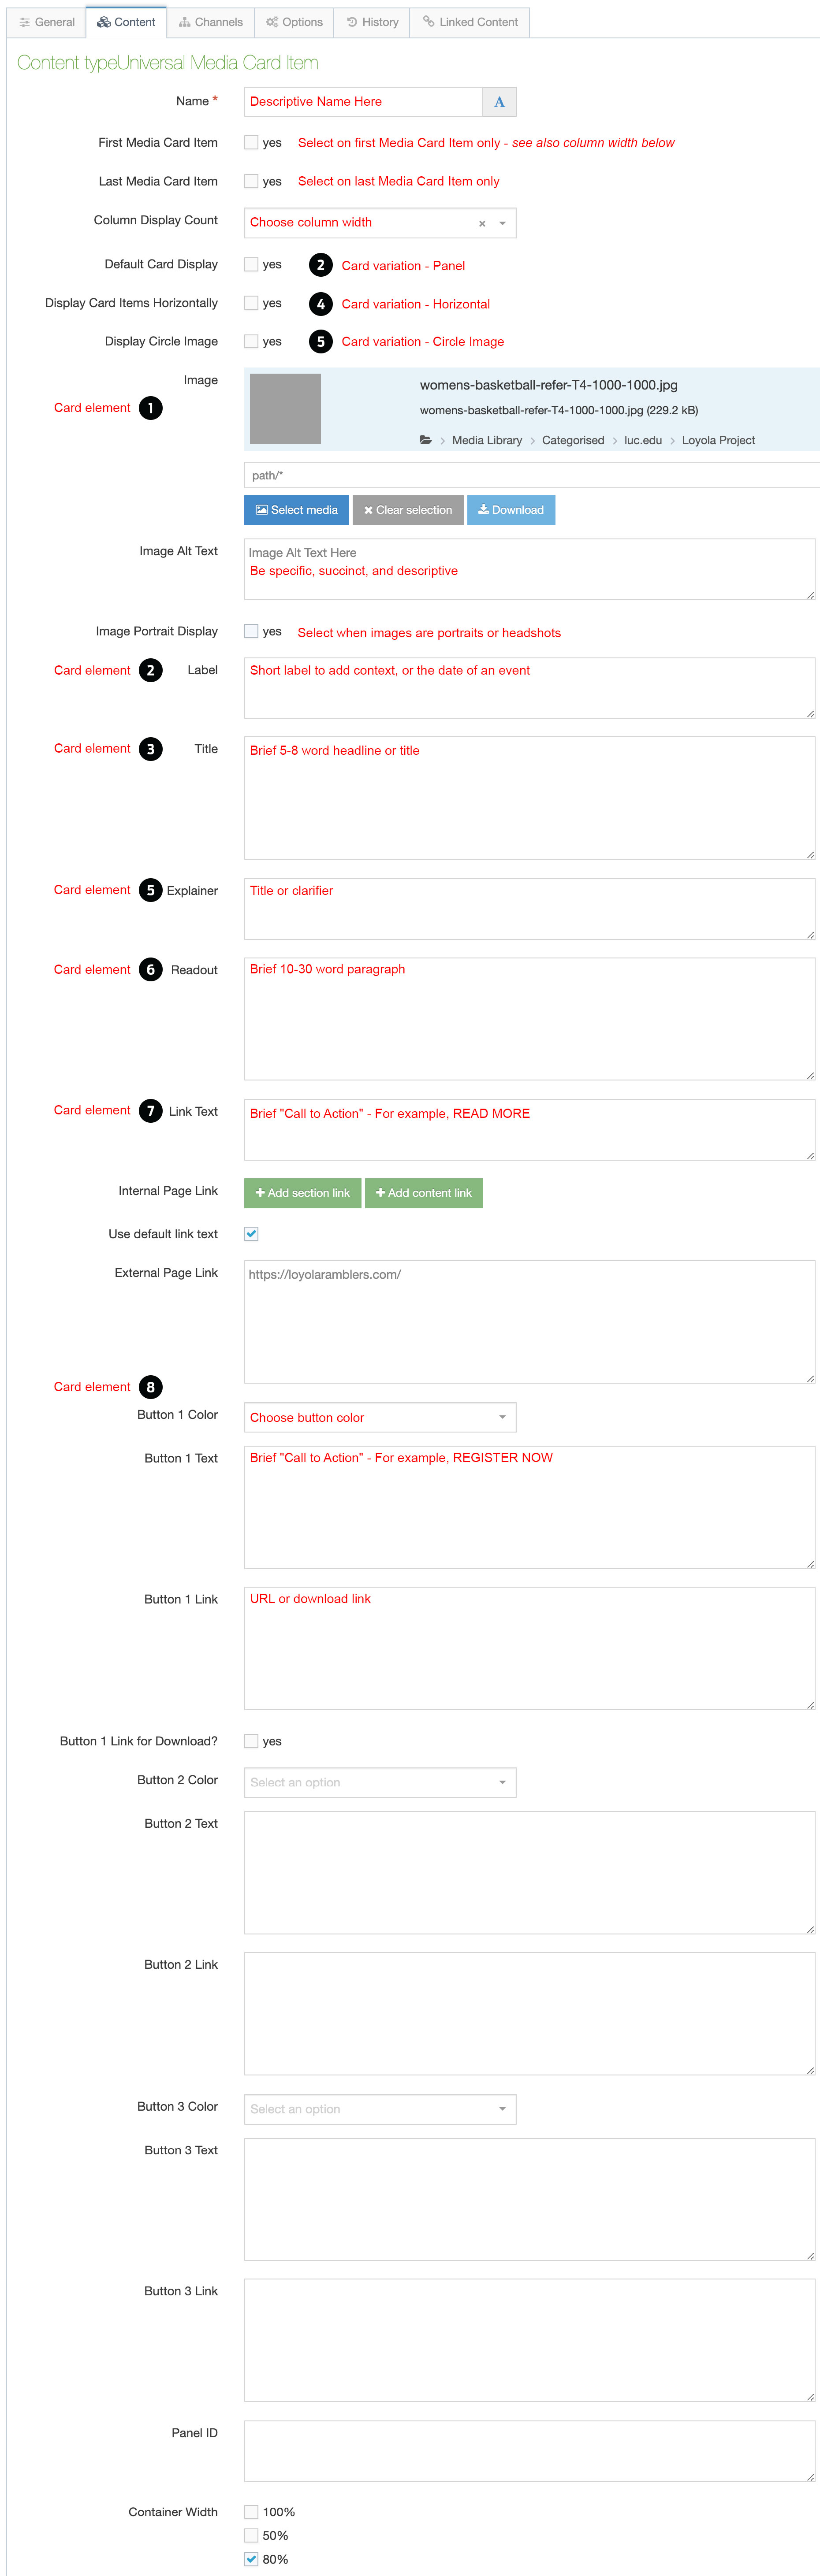 General Content Channels Options History Linked Content
Content typeUniversal Media Card Item
Name * Descriptive Name Here A
First Media Card Item yes Select on first Media Card Item only - see also column width below
Last Media Card Item yes Select on last Media Card Item only
Column Display Count Choose column width ×
Default Card Display yes 2 Card variation - Panel
Display Card Items Horizontally yes 4 Card variation - Horizontal
Display Circle Image yes 5 Card variation - Circle Image
Image womens-basketball-refer-T4-1000-1000.jpg
Card element 1 womens-basketball-refer-T4-1000-1000.jpg (229.2 kB)
> Media Library > Categorised > luc.edu > Loyola Project
path/*
Select media × Clear selection Download
Image Alt Text Image Alt Text Here
Be specific, succinct, and descriptive
Image Portrait Display yes Select when images are portraits or headshots
Card element 2 Label Short label to add context, or the date of an event
Card element 3 Title Brief 5-8 word headline or title
Card element 5 Explainer Title or clarifier
Card element 6 Readout Brief 10-30 word paragraph
Card element 7 Link Text Brief "Call to Action" - For example, READ MORE
Internal Page Link + Add section link + Add content link
Use default link text
External Page Link https://loyolaramblers.com/
Card element 8
Button 1 Color Choose button color
Button 1 Text Brief "Call to Action" - For example, REGISTER NOW
Button 1 Link URL or download link
Button 1 Link for Download? yes
Button 2 Color Select an option
Button 2 Text
Button 2 Link
Button 3 Color Select an option
Button 3 Text
Button 3 Link
Panel ID
Container Width 100%
50%
80%